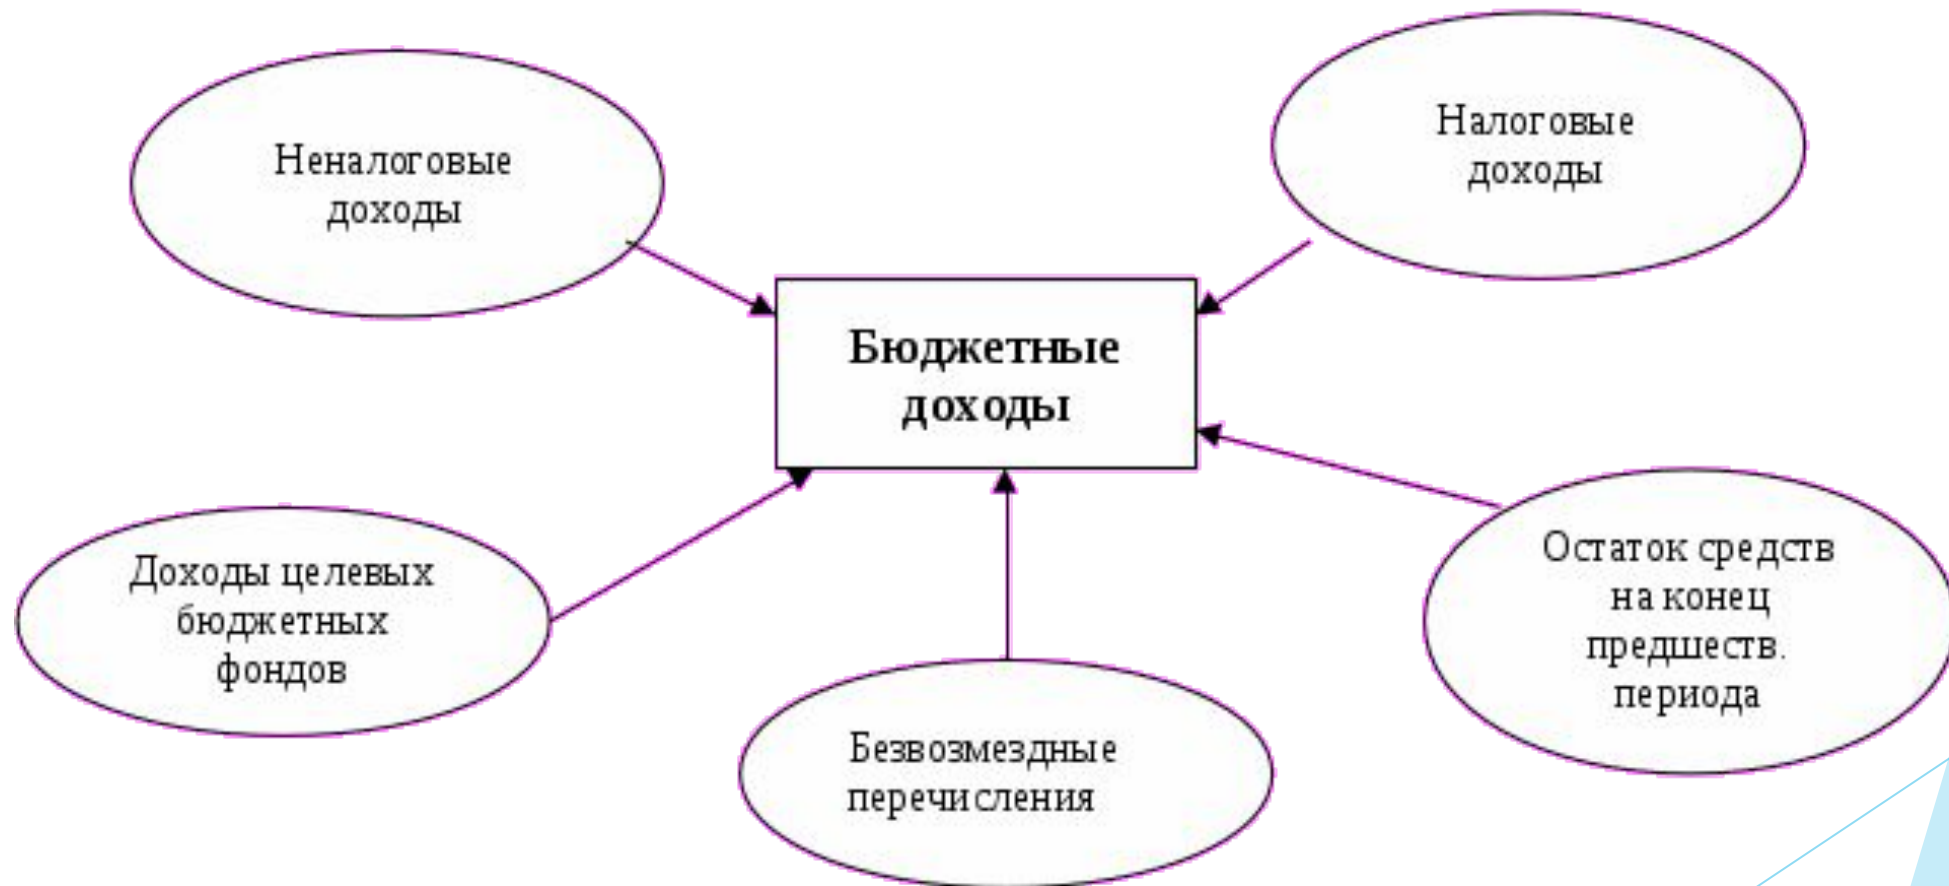 Неналоговые
доходы
Налоговые
доходы
Бюджетные
доходы
Доходы целевых
бюджетных
фондов
Безвозмездные
перечисления
Остаток средств
на конец
предшеств.
периода